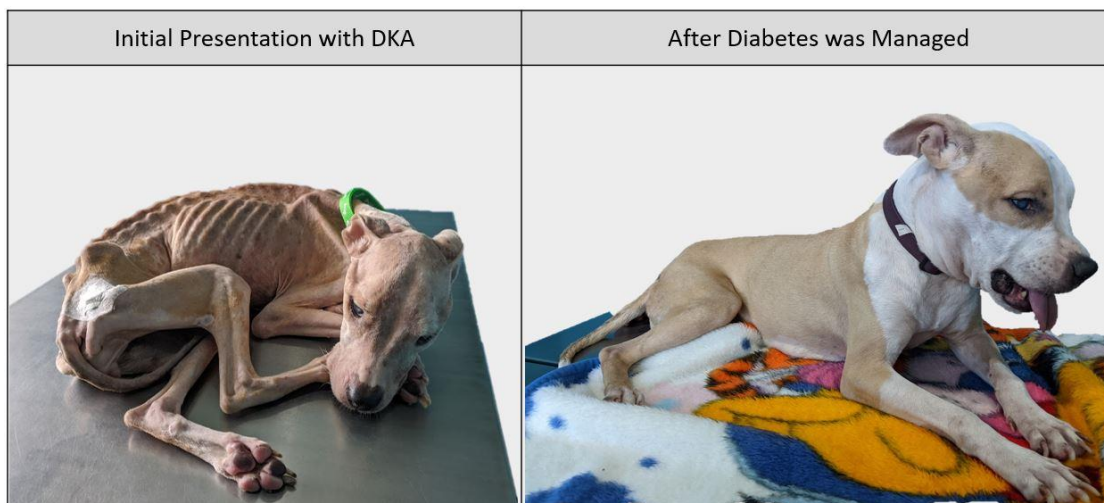 Initial Presentation with DKA
After Diabetes was Managed